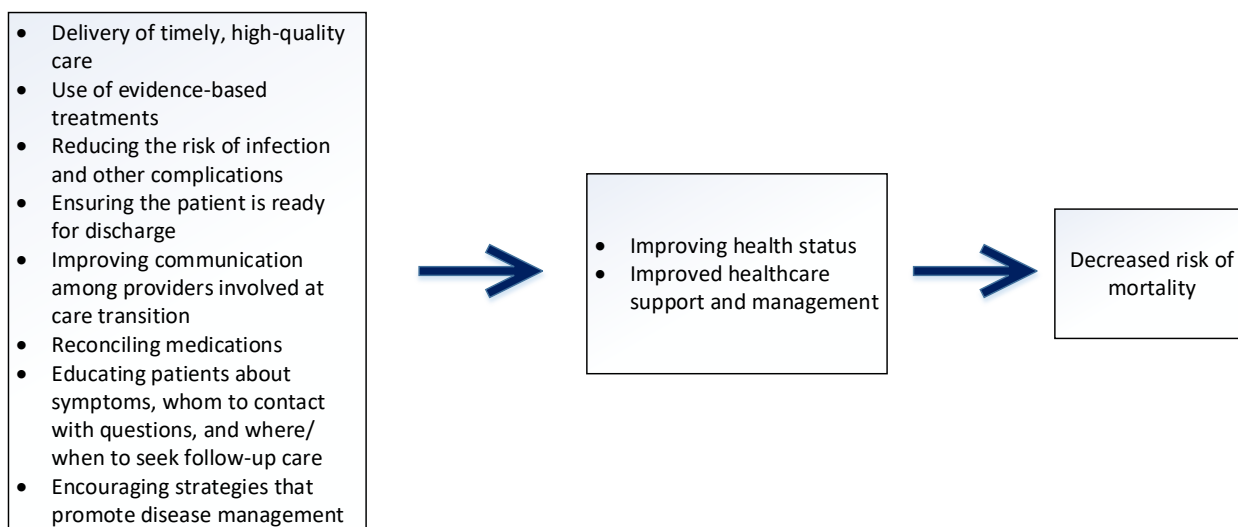 • Delivery of timely, high-quality
care
• Use of evidence-based
treatments
• Reducing the risk of infection
and other complications
• Ensuring the patient is ready
for discharge
• Improving communication
among providers involved at
care transition
• Reconciling medications
• Educating patients about
symptoms, whom to contact
with questions, and where/
when to seek follow-up care
• Encouraging strategies that
promote disease management
• Improving health status
• Improved healthcare
support and management
Decreased risk of
mortality